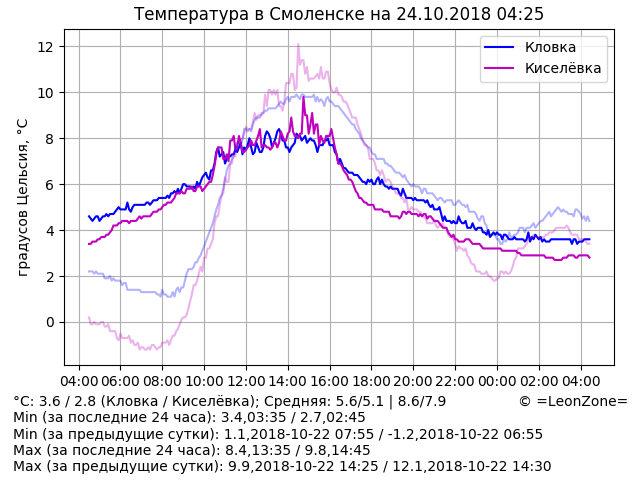 Температура в Смоленске на 24.10.2018 04:25
Кловка
Киселёвка
градусов Цельсия, °C
12
10
8
6
4
2
0
04:00 06:00 08:00 10:00 12:00 14:00 16:00 18:00 20:00 22:00 00:00 02:00 04:00
°C: 3.6 / 2.8 (Кловка / Киселёвка); Средняя: 5.6/5.1 | 8.6/7.9 © =LeonZone=
Min (за последние 24 часа): 3.4,03:35 / 2.7,02:45
Min (за предыдущие сутки): 1.1,2018-10-22 07:55 / -1.2,2018-10-22 06:55
Max (за последние 24 часа): 8.4,13:35 / 9.8,14:45
Max (за предыдущие сутки): 9.9,2018-10-22 14:25 / 12.1,2018-10-22 14:30